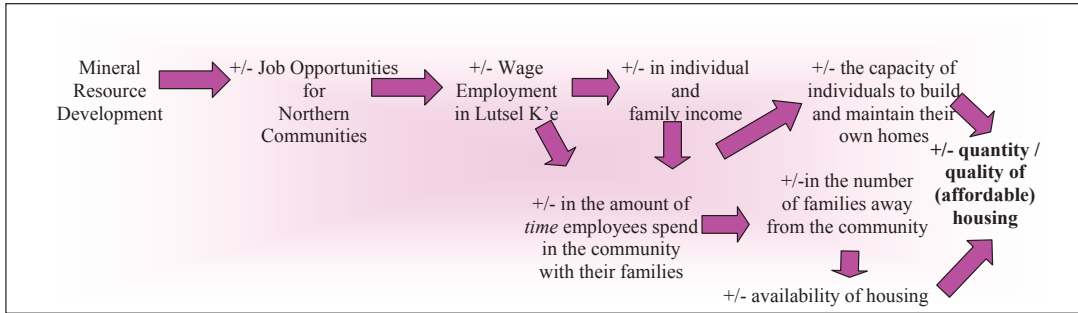 Mineral
Resource
Development
+/- Job Opportunities
for
Northern
Communities
+/- Wage
Employment
in Lutsel K’e
+/- in individual
and
family income
+/- the capacity of
individuals to build
and maintain their
own homes
+/- quantity /
quality of
(affordable)
housing
+/- in the amount of
time employees spend
in the community
with their families
+/-in the number
of families away
from the community
+/- availability of housing